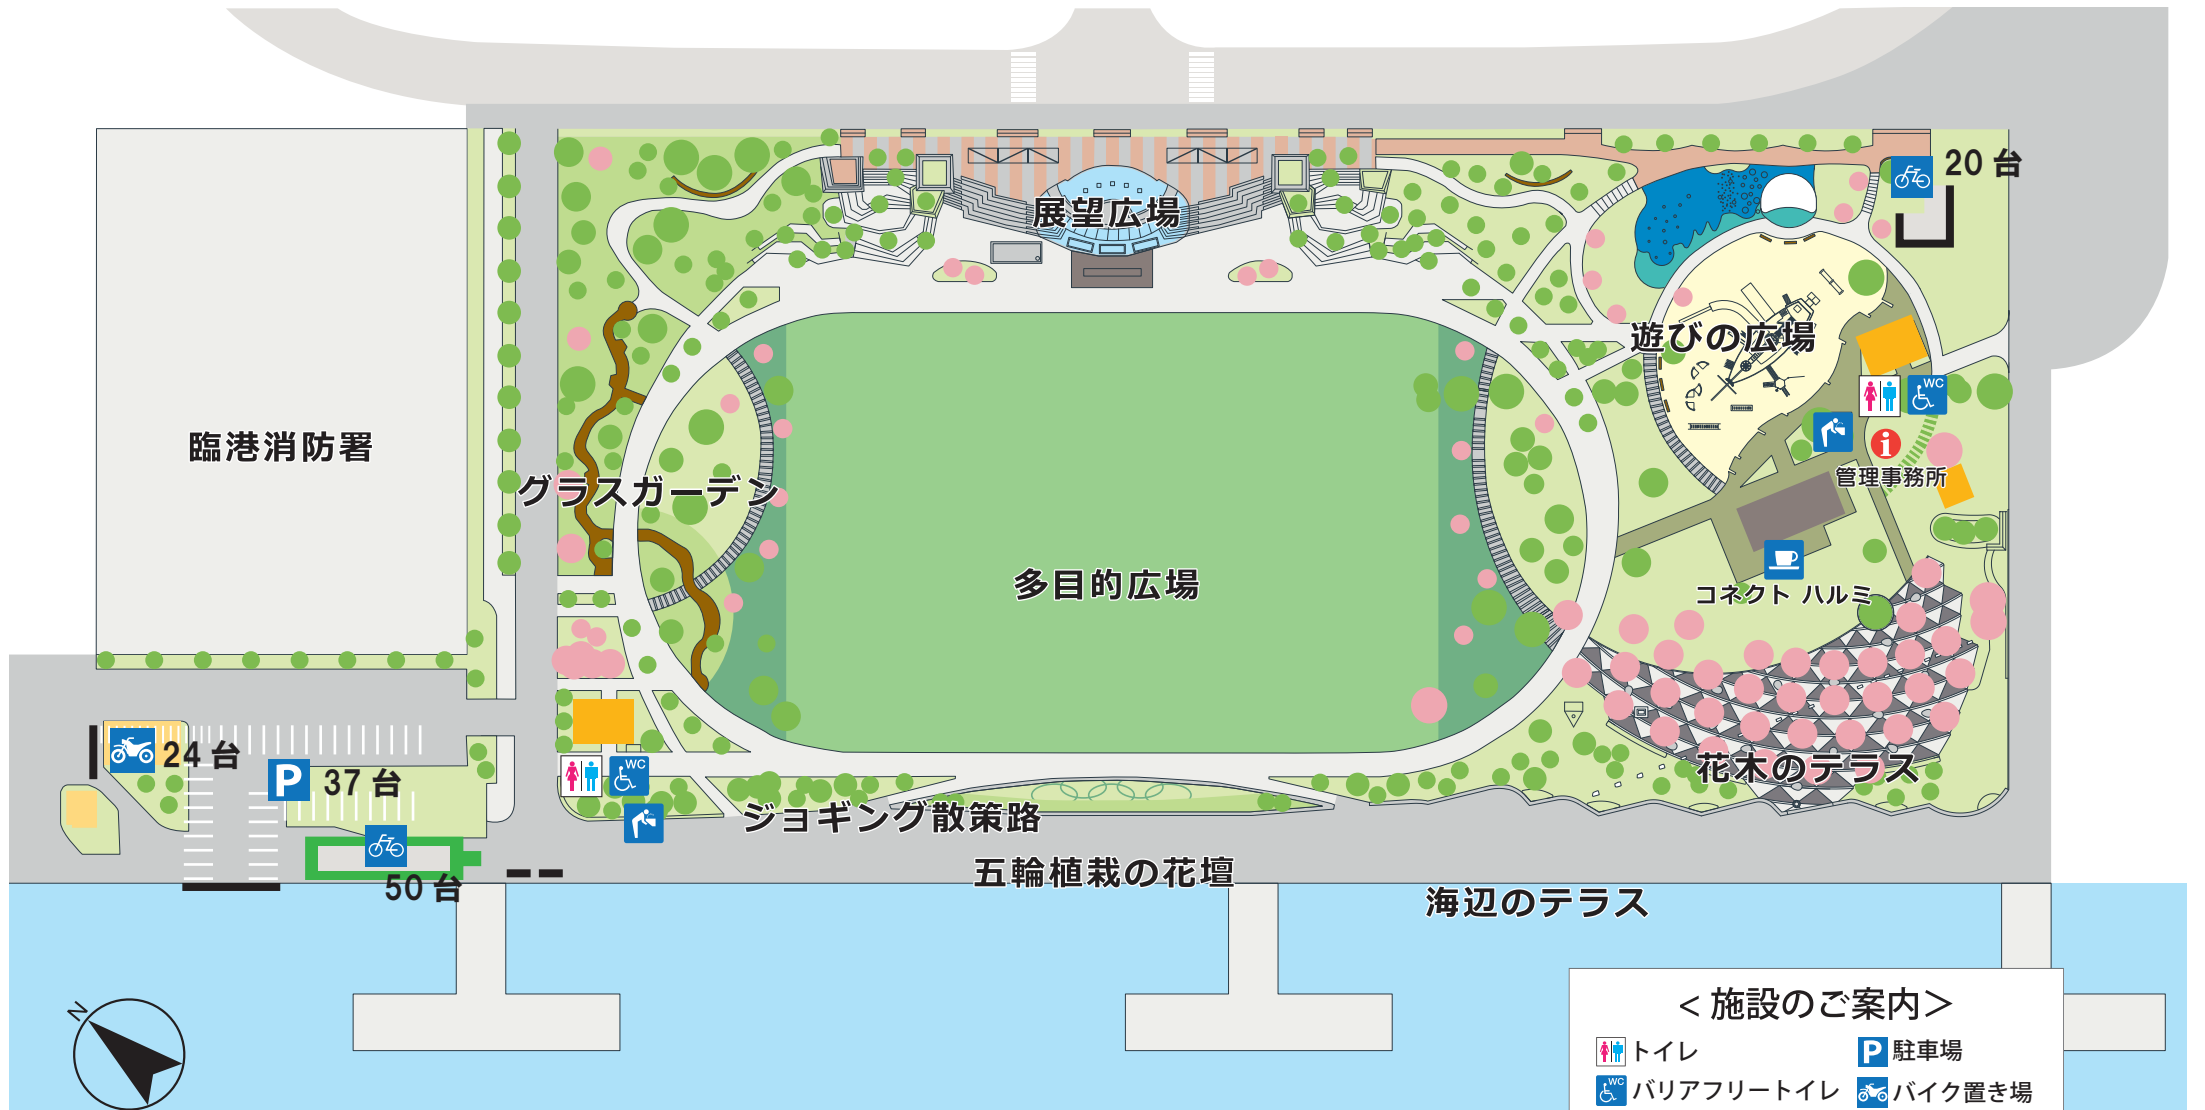 20 台
展望広場
遊びの広場
WC
臨港消防署
管理事務所
グラスガーデン
多目的広場
コネクト ハルミ
24 台
P
37 台
WC
花木のテラス
ジョギング散策路
五輪植栽の花壇
50 台
海辺のテラス
N
<施設のご案内>
トイレ
P 駐車場
WC バリアフリートイレ
バイク置き場